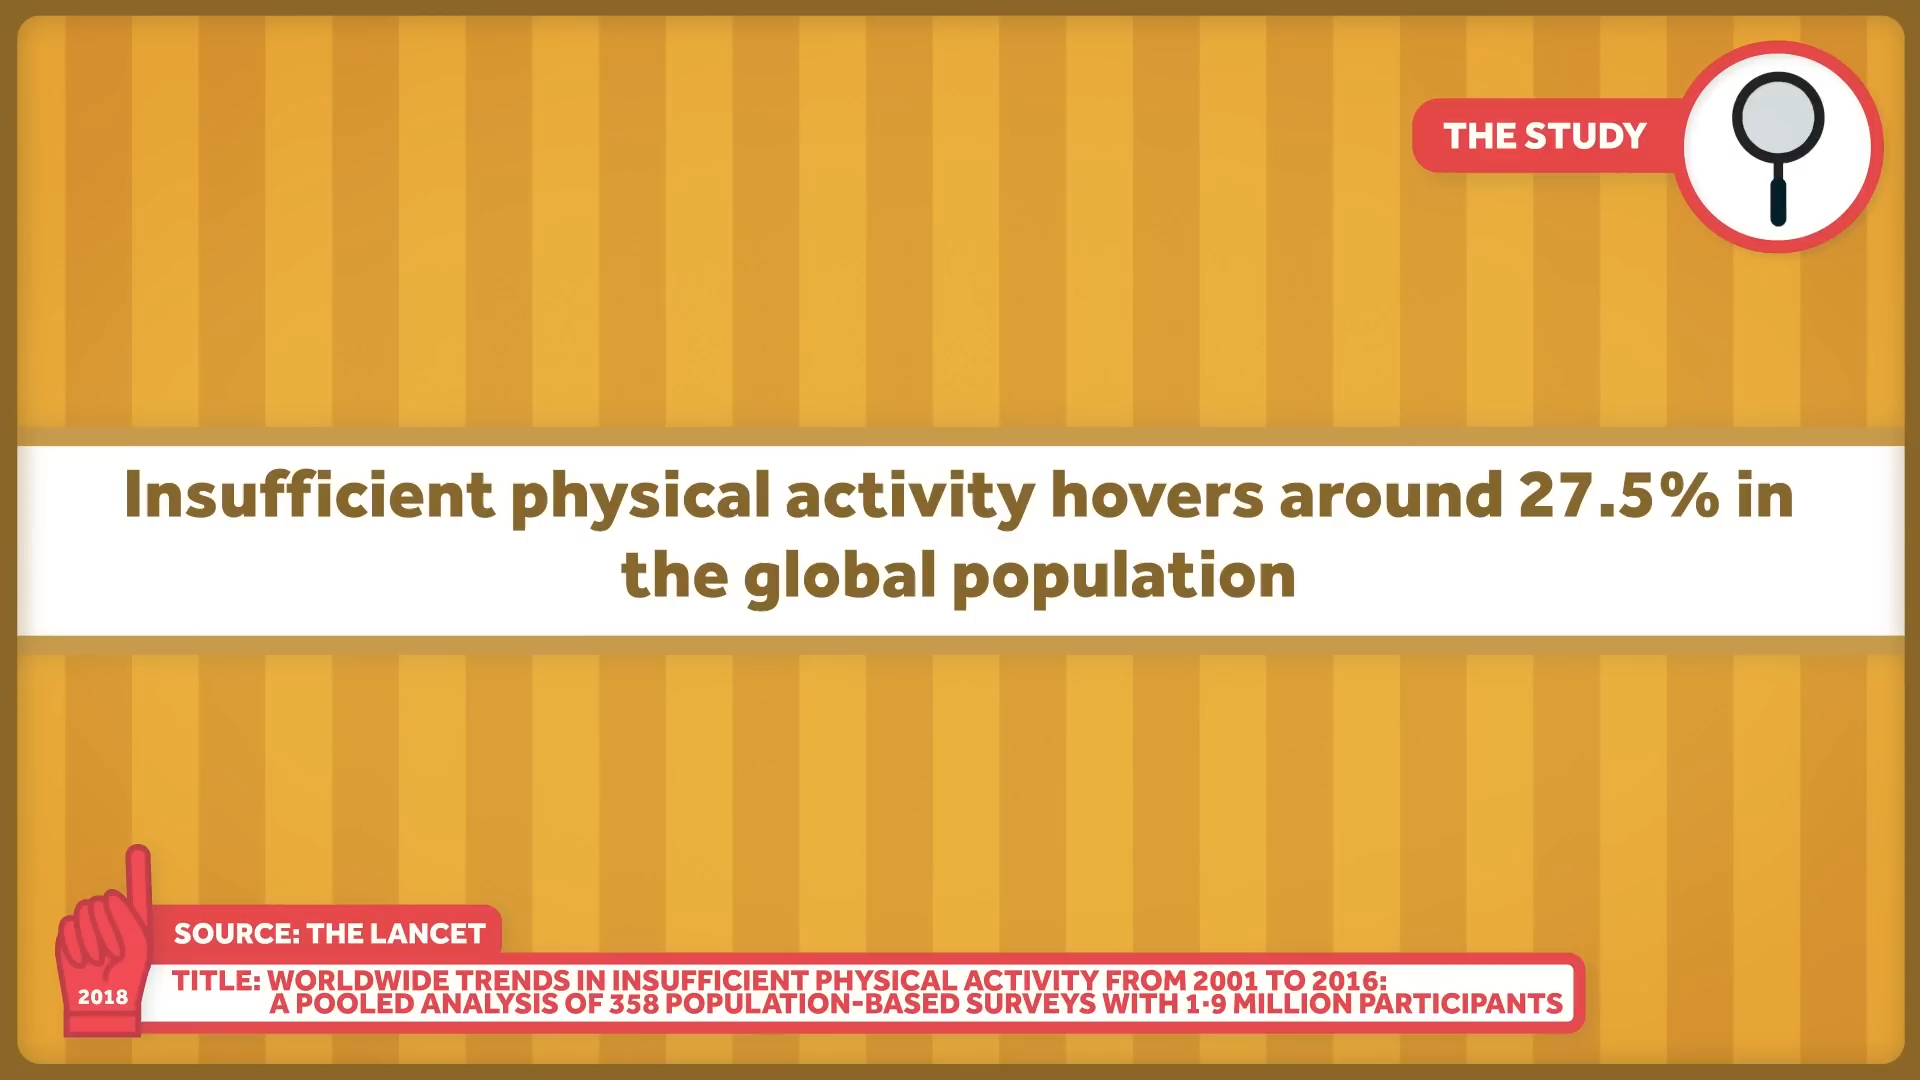 THE STUDY
Insufficient physical activity hovers around 27.5% in
the global population
SOURCE: THE LANCET
2018
TITLE: WORLDWIDE TRENDS IN INSUFFICIENT PHYSICAL ACTIVITY FROM 2001 TO 2016:
A POOLED ANALYSIS OF 358 POPULATION-BASED SURVEYS WITH 1·9 MILLION PARTICIPANTS